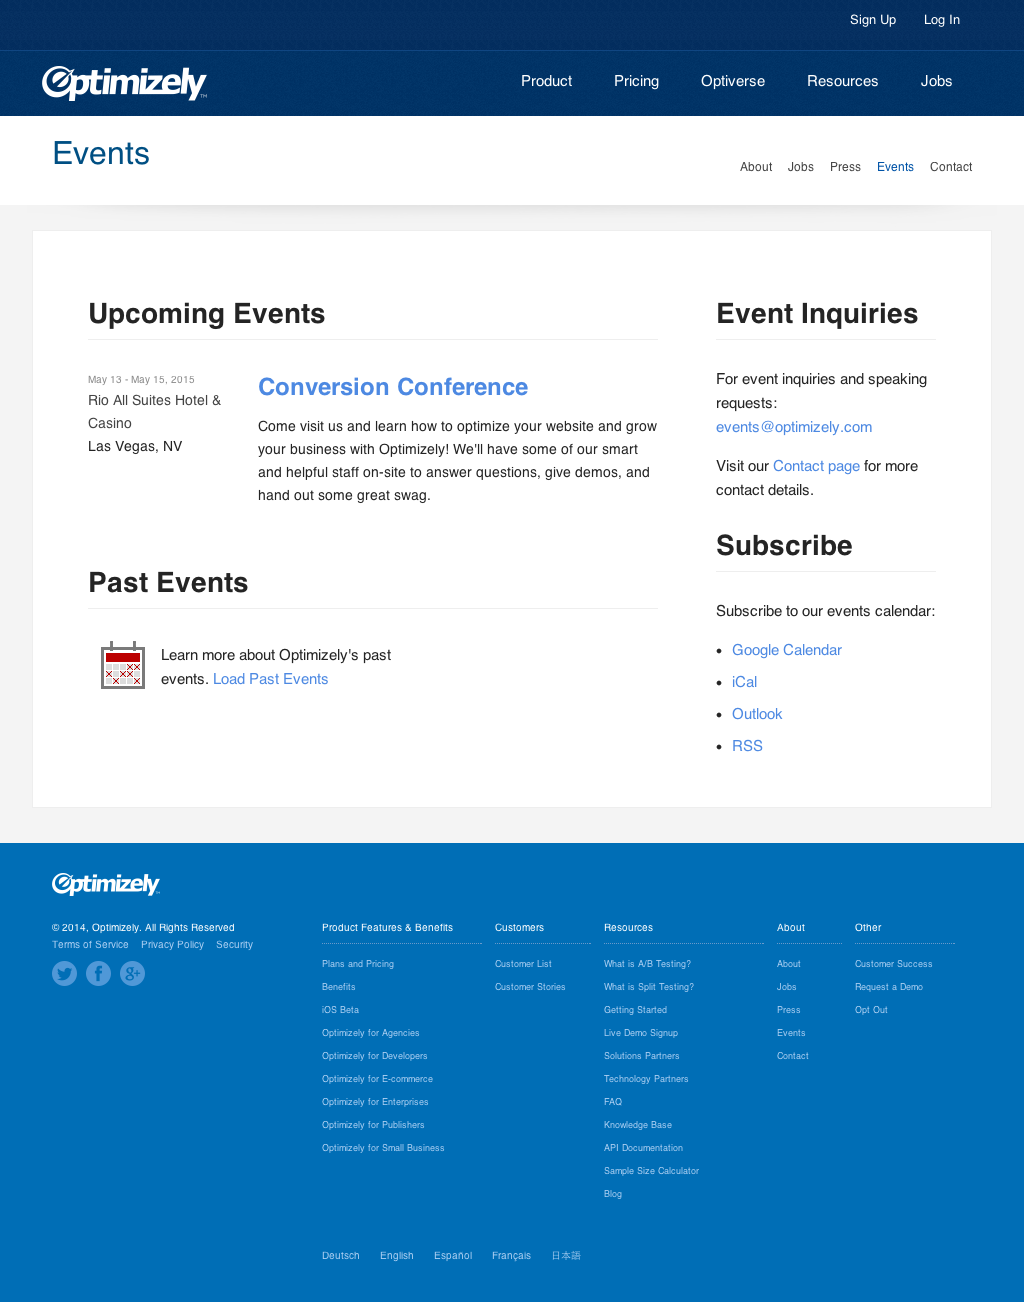 Sign Up Log In
Optimizely™
Product Pricing Optiverse Resources Jobs
Events
About Jobs Press Events Contact
Upcoming Events
May 13 - May 15, 2015
Rio All Suites Hotel &
Casino
Las Vegas, NV
Conversion Conference
Come visit us and learn how to optimize your website and grow
your business with Optimizely! We'll have some of our smart
and helpful staff on-site to answer questions, give demos, and
hand out some great swag.
Past Events
Learn more about Optimizely's past
events. Load Past Events
Event Inquiries
For event inquiries and speaking
requests:
events@optimizely.com
Visit our Contact page for more
contact details.
Subscribe
Subscribe to our events calendar:
• Google Calendar
• iCal
• Outlook
• RSS
Optimizely
© 2014, Optimizely. All Rights Reserved
Terms of Service Privacy Policy Security
Product Features & Benefits
Plans and Pricing
Benefits
iOS Beta
Optimizely for Agencies
Optimizely for Developers
Optimizely for E-commerce
Optimizely for Enterprises
Optimizely for Publishers
Optimizely for Small Business
Customers
Customer List
Customer Stories
Resources
What is A/B Testing?
What is Split Testing?
Getting Started
Live Demo Signup
Solutions Partners
Technology Partners
FAQ
Knowledge Base
API Documentation
Sample Size Calculator
Blog
About
About
Jobs
Press
Events
Contact
Other
Customer Success
Request a Demo
Opt Out
Deutsch English Español Français 日本語